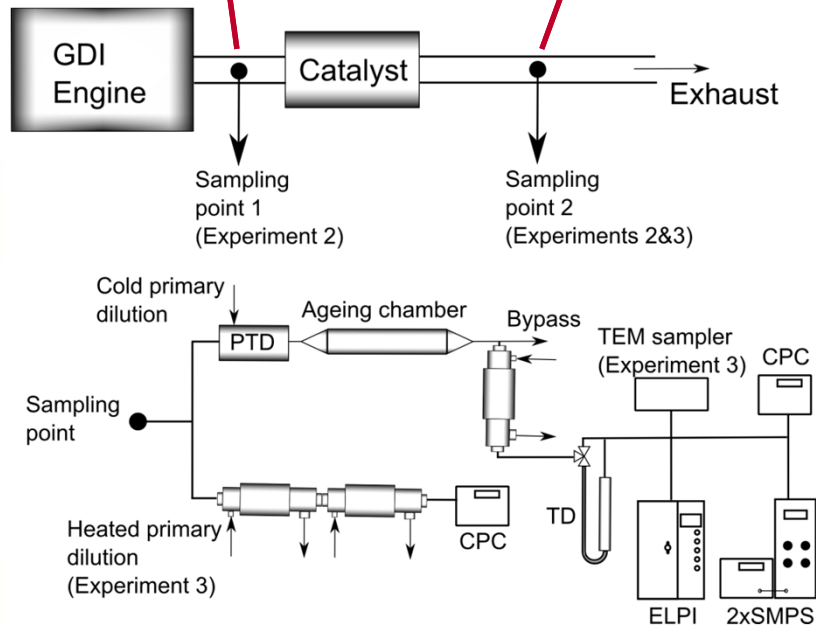 GDI
Engine
Catalyst
Exhaust
Sampling
point 1
(Experiment 2)
Sampling
point 2
(Experiments 2&3)
Cold primary
dilution
PTD
Ageing chamber
Bypass
TEM sampler
(Experiment 3)
CPC
Sampling
point
Heated primary
dilution
(Experiment 3)
CPC
TD
ELPI
2xSMPS